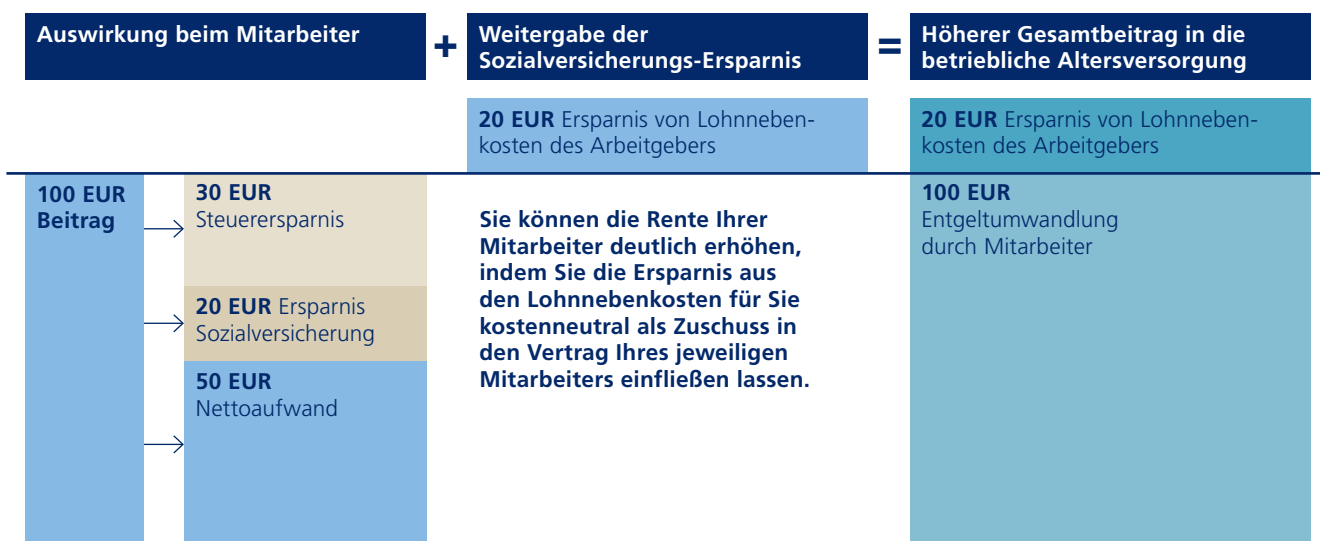 Auswirkung beim Mitarbeiter
+
Weitergabe der
Sozialversicherungs-Ersparnis
=
Höherer Gesamtbeitrag in die
betriebliche Altersversorgung
20 EUR Ersparnis von Lohnneben-
kosten des Arbeitgebers
20 EUR Ersparnis von Lohnneben-
kosten des Arbeitgebers
100 EUR
Beitrag
30 EUR
Steuerersparnis
20 EUR Ersparnis
Sozialversicherung
50 EUR
Nettoaufwand
Sie können die Rente Ihrer
Mitarbeiter deutlich erhöhen,
indem Sie die Ersparnis aus
den Lohnnebenkosten für Sie
kostenneutral als Zuschuss in
den Vertrag Ihres jeweiligen
Mitarbeiters einfließen lassen.
100 EUR
Entgeltumwandlung
durch Mitarbeiter